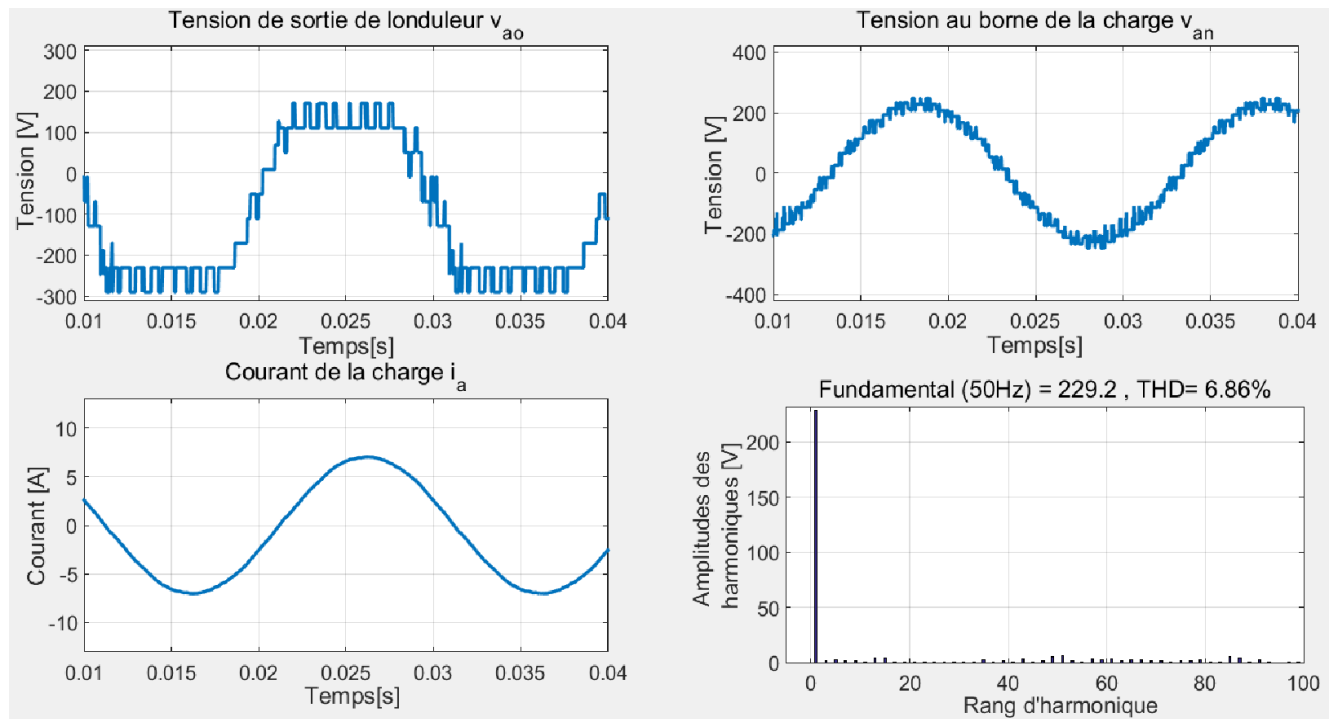 Tension de sortie de londuleur v_ao
300
200
100
0
-100
-200
-300
Tension [V]
0.01 0.015 0.02 0.025 0.03 0.035 0.04
Temps[s]
Tension au borne de la charge v_an
400
200
0
-200
-400
Tension [V]
0.01 0.015 0.02 0.025 0.03 0.035 0.04
Temps[s]
Courant de la charge i_a
10
5
0
-5
-10
Courant [A]
0.01 0.015 0.02 0.025 0.03 0.035 0.04
Temps[s]
Fundamental (50Hz) = 229.2 , THD= 6.86%
200
150
100
50
0
Amplitudes des
harmoniques [V]
0 20 40 60 80 100
Rang d'harmonique